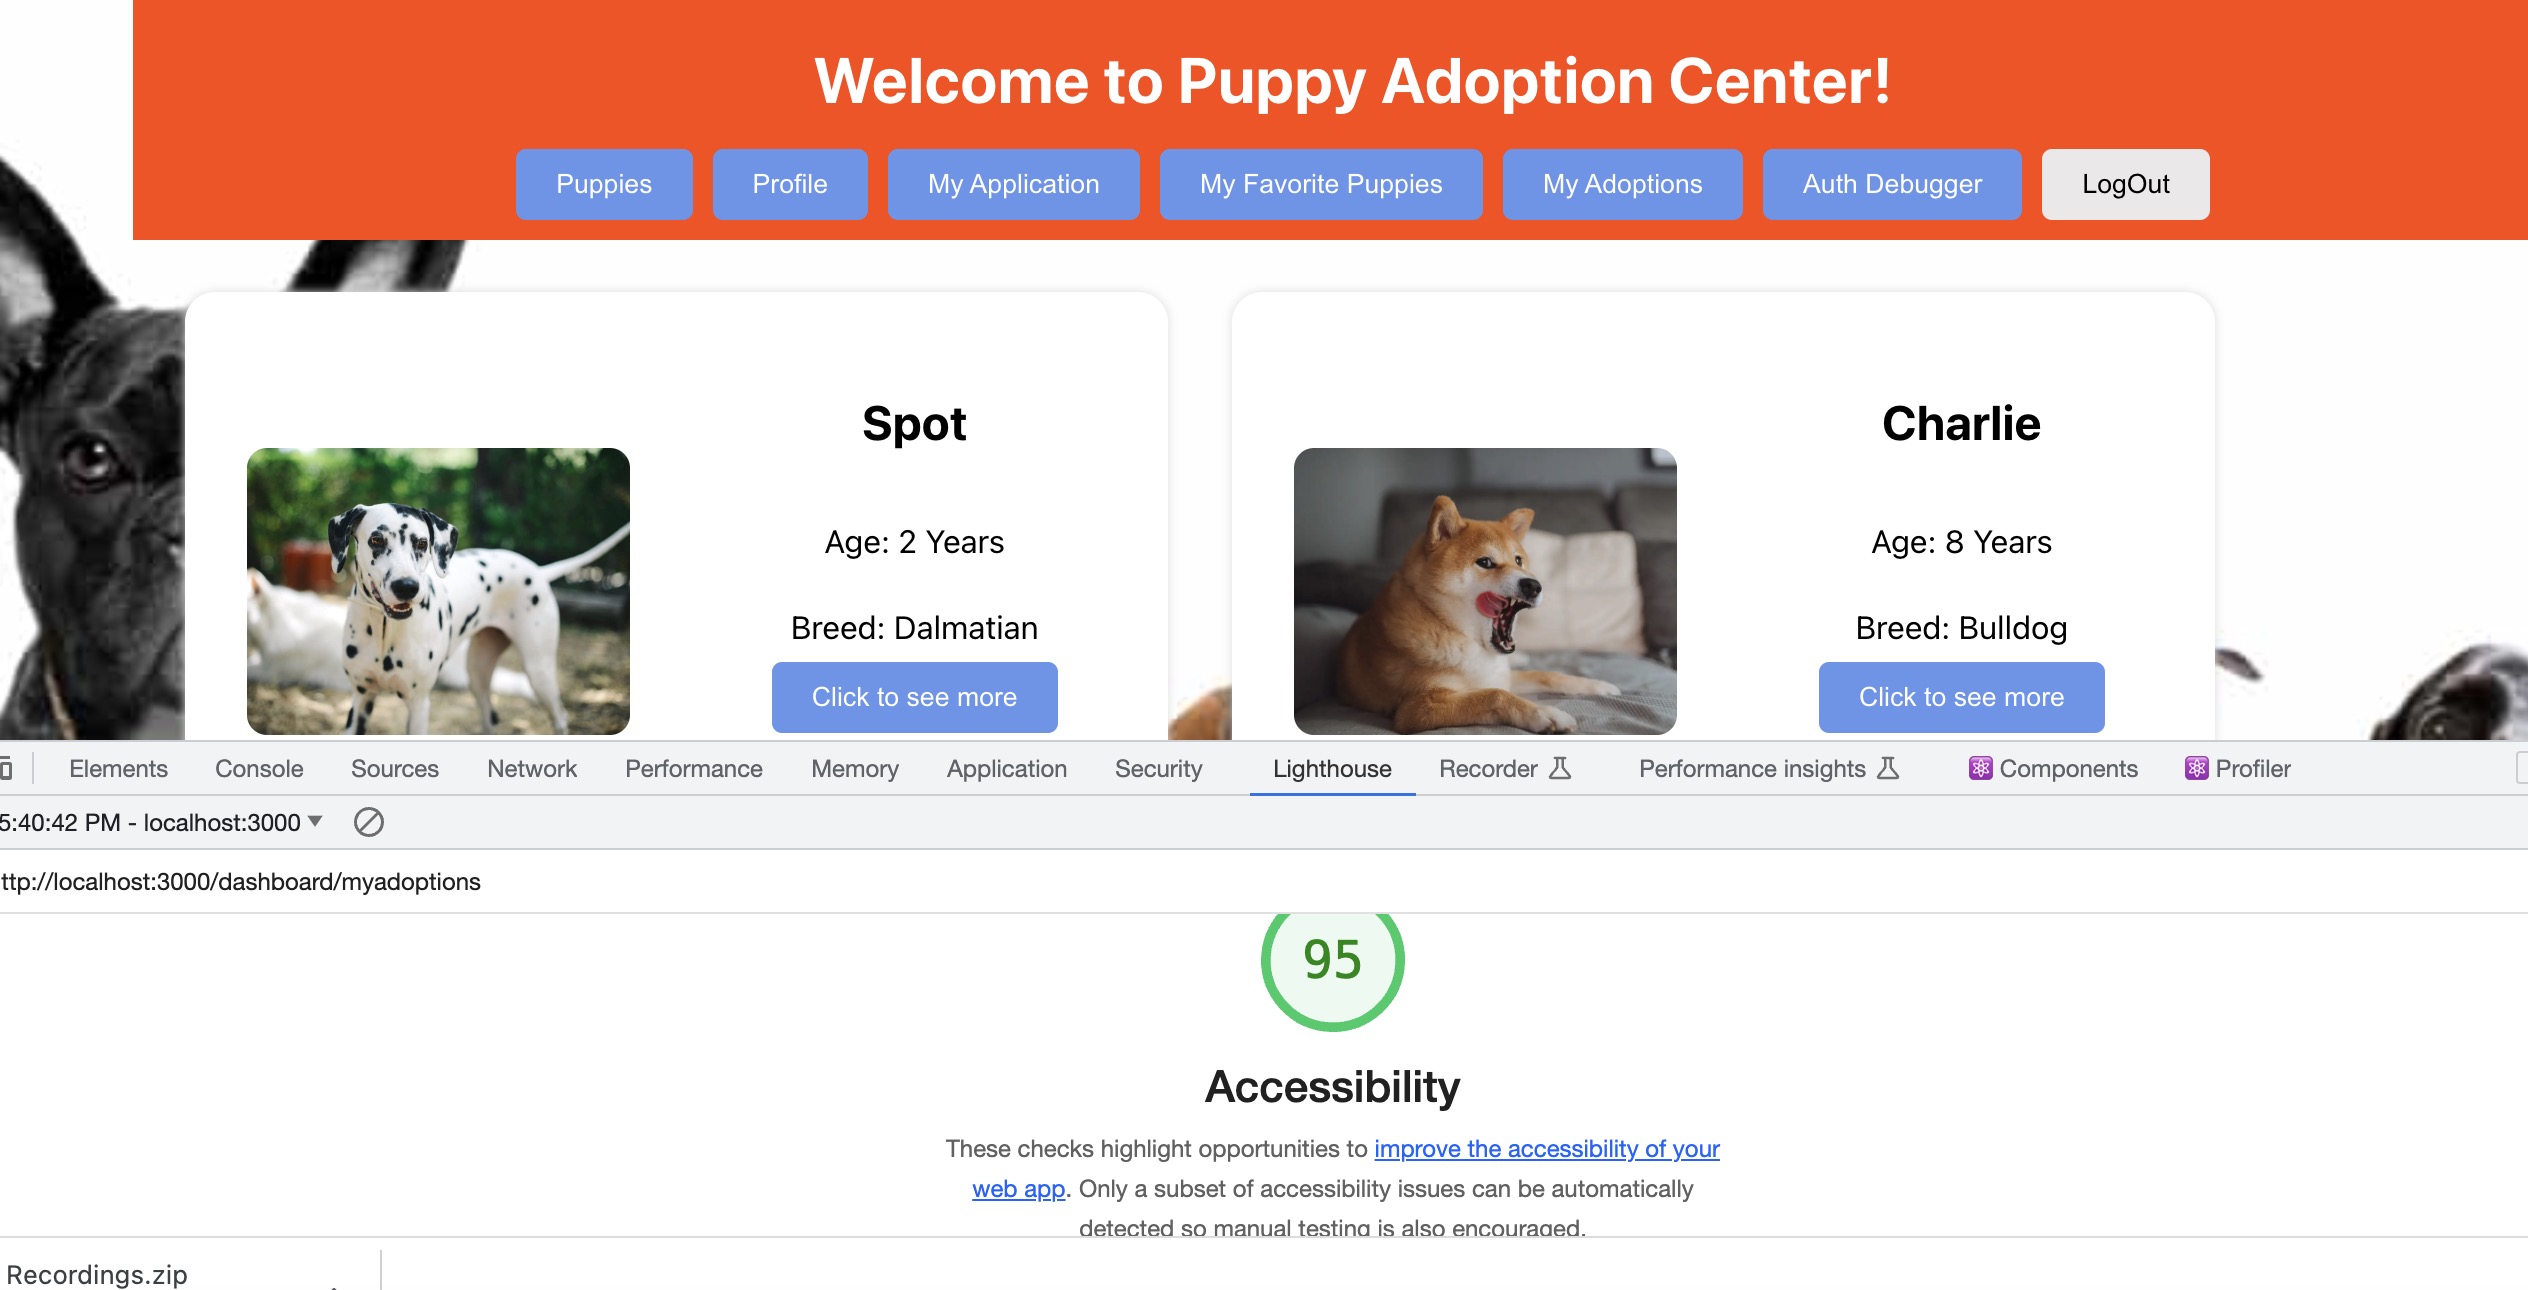 Welcome to Puppy Adoption Center!
Puppies Profile My Application My Favorite Puppies My Adoptions Auth Debugger LogOut
Spot
Age: 2 Years
Breed: Dalmatian
Click to see more
Charlie
Age: 8 Years
Breed: Bulldog
Click to see more
Elements Console Sources Network Performance Memory Application Security Lighthouse Recorder Performance insights Components Profiler
5:40:42 PM - localhost:3000
ttp://localhost:3000/dashboard/myadoptions
95
Accessibility
These checks highlight opportunities to improve the accessibility of your
web app. Only a subset of accessibility issues can be automatically
detected so manual testing is also encouraged.
Recordings.zip